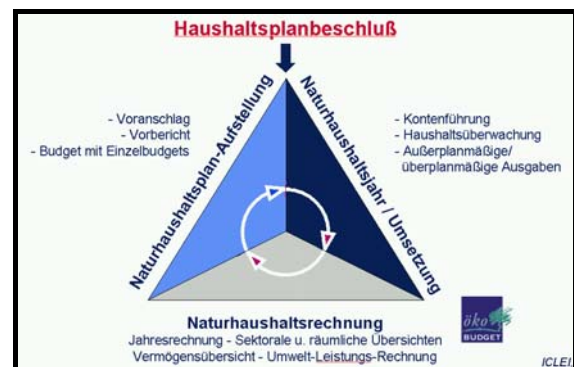 Haushaltsplanbeschluß
Naturhaushaltsplan-Aufstellung
- Voranschlag
- Vorbericht
- Budget mit Einzelbudgets
Naturhaushaltsjahr / Umsetzung
- Kontenführung
- Haushaltsüberwachung
- Außerplanmäßige/
überplanmäßige Ausgaben
Naturhaushaltsrechnung
Jahresrechnung - Sektorale u. räumliche Übersichten
Vermögensübersicht - Umwelt-Leistungs-Rechnung
öko
BUDGET
ICLEI